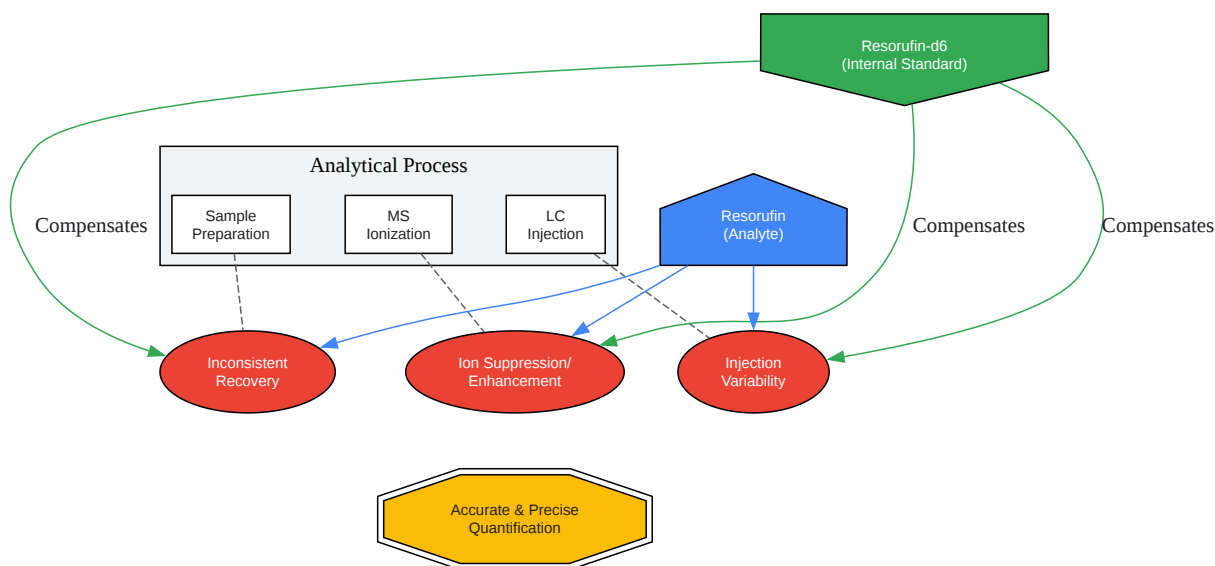 Resorufin-d6
(Internal Standard)
Analytical Process
Sample
Preparation
MS
Ionization
LC
Injection
Resorufin
(Analyte)
Compensates
Compensates
Compensates
Inconsistent
Recovery
Ion Suppression/
Enhancement
Injection
Variability
Accurate & Precise
Quantification